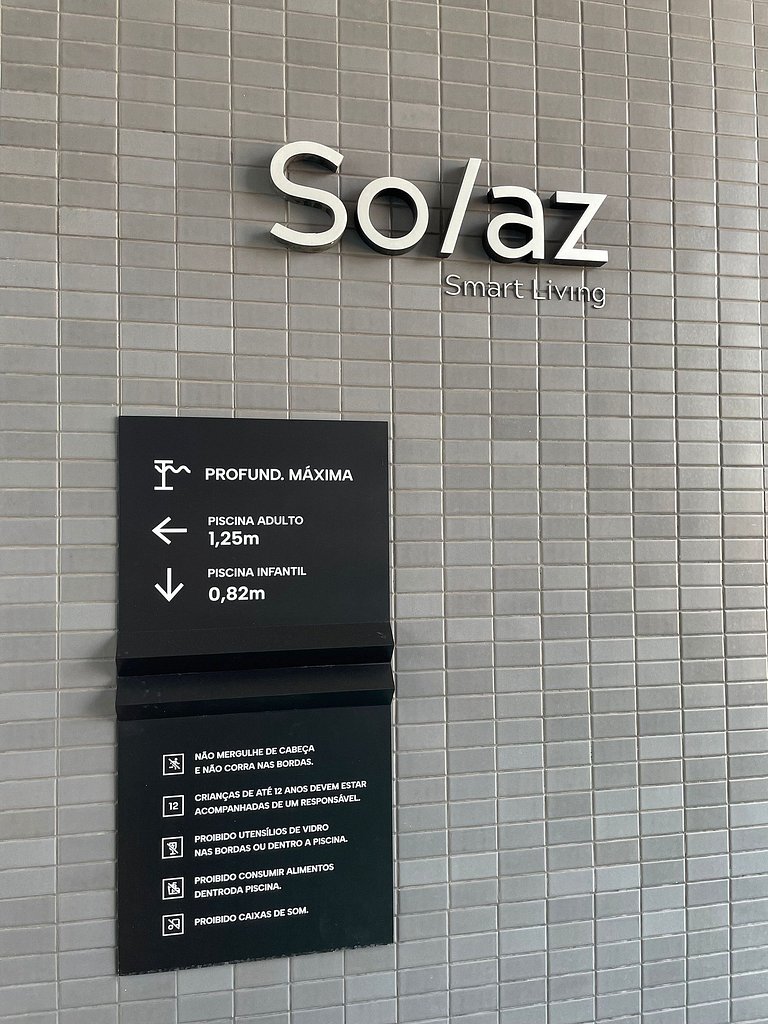 Solaz
Smart Living
PROFUND. MÁXIMA
PISCINA ADULTO
1,25m
PISCINA INFANTIL
0,82m
NÃO MERGULHE DE CABEÇA
E NÃO CORRA NAS BORDAS.
12
CRIANÇAS DE ATÉ 12 ANOS DEVEM ESTAR
ACOMPANHADAS DE UM RESPONSÁVEL.
PROIBIDO UTENSÍLIOS DE VIDRO
NAS BORDAS OU DENTRO A PISCINA.
PROIBIDO CONSUMIR ALIMENTOS
DENTRODA PISCINA.
PROIBIDO CAIXAS DE SOM.